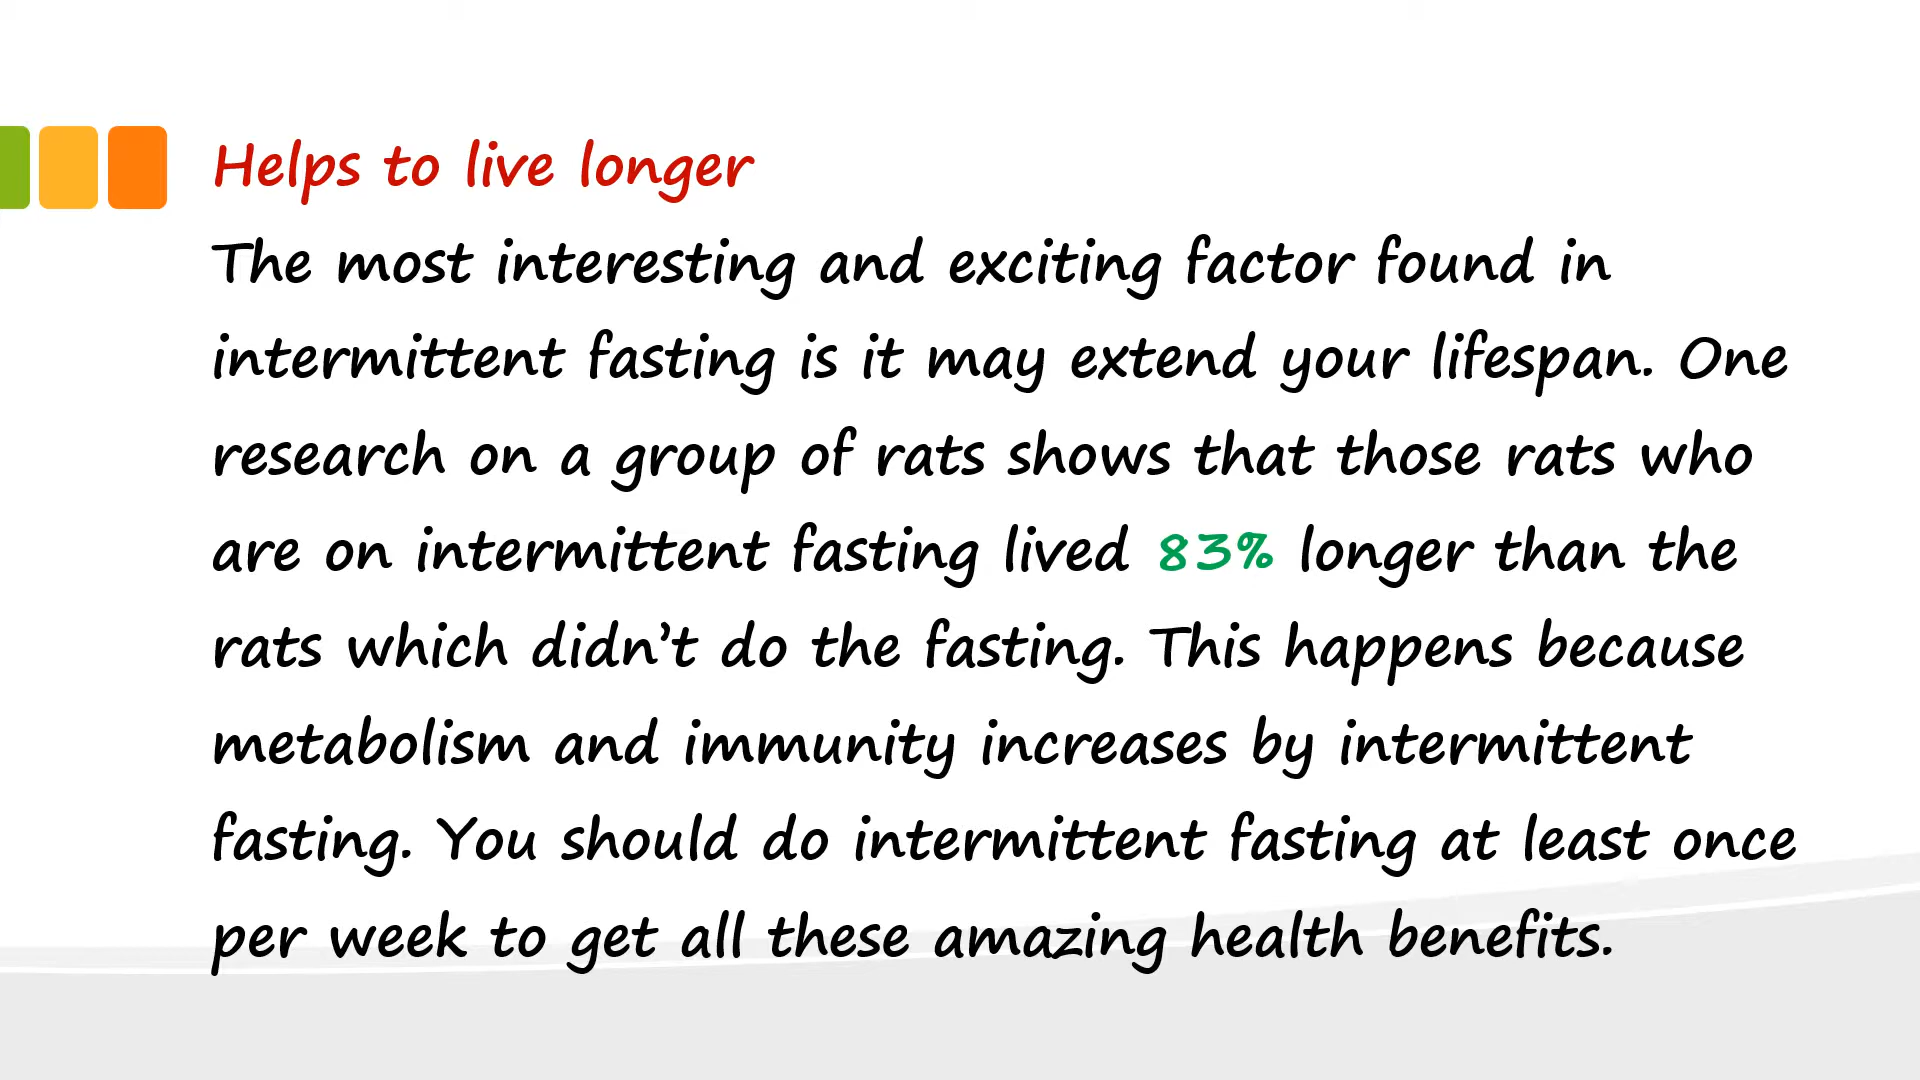 Helps to live longer
The most interesting and exciting factor found in
intermittent fasting is it may extend your lifespan. One
research on a group of rats shows that those rats who
are on intermittent fasting lived 83% longer than the
rats which didn’t do the fasting. This happens because
metabolism and immunity increases by intermittent
fasting. You should do intermittent fasting at least once
per week to get all these amazing health benefits.